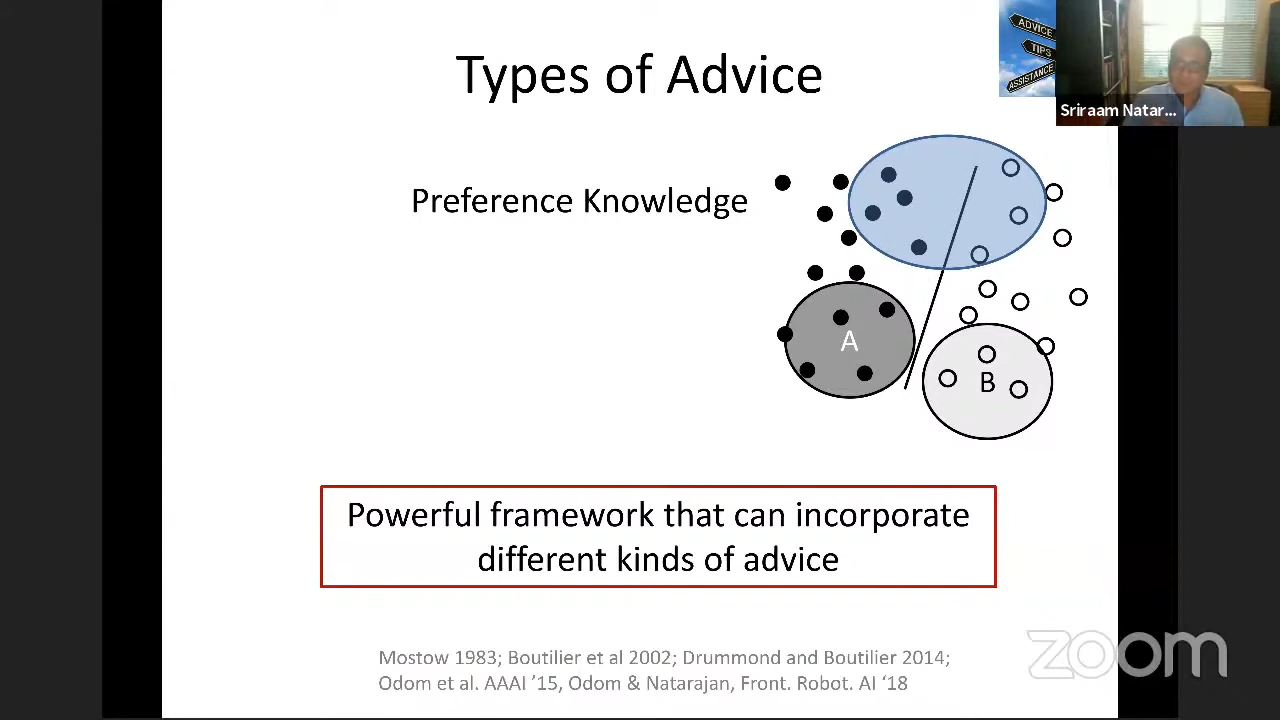 Types of Advice
ADVICE
TIPS
ASSISTANCE
Sriraam Natar...
Preference Knowledge
A
B
Powerful framework that can incorporate
different kinds of advice
Mostow 1983; Boutilier et al 2002; Drummond and Boutilier 2014;
Odom et al. AAAI ’15, Odom & Natarajan, Front. Robot. AI ‘18
zoom